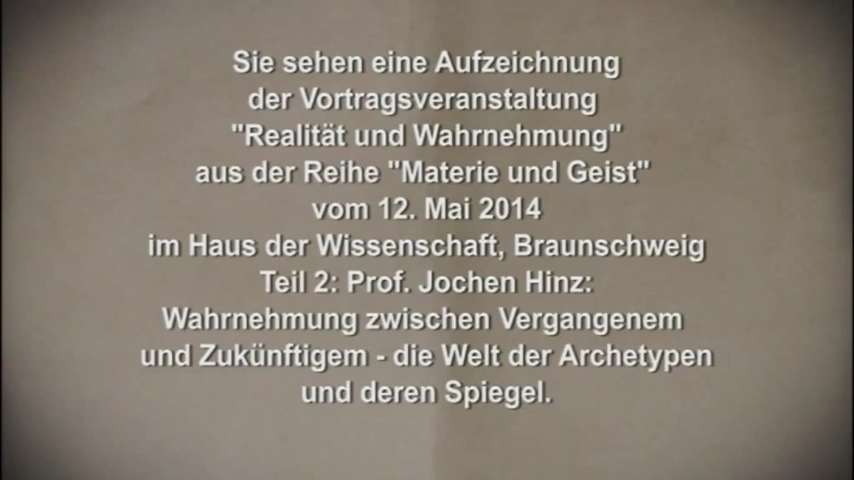 Sie sehen eine Aufzeichnung
der Vortragsveranstaltung
"Realität und Wahrnehmung"
aus der Reihe "Materie und Geist"
vom 12. Mai 2014
im Haus der Wissenschaft, Braunschweig
Teil 2: Prof. Jochen Hinz:
Wahrnehmung zwischen Vergangenem
und Zukünftigem - die Welt der Archetypen
und deren Spiegel.